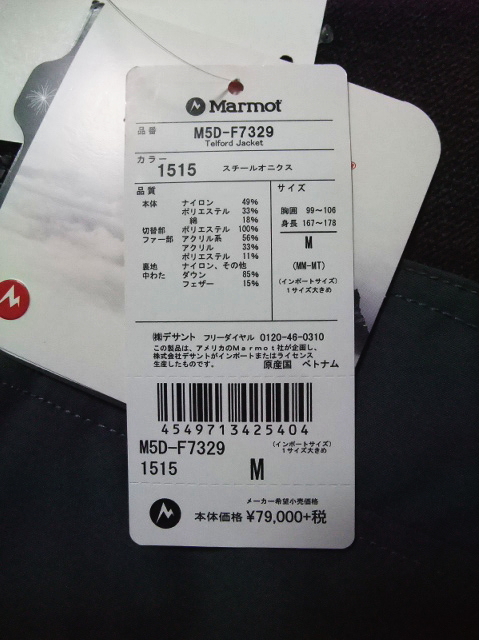 Marmot
品番 M5D-F7329
Telford Jacket
カラー 1515 スチールオニクス
品質
本体 ナイロン 49%
ポリエステル 33%
綿 18%
切替部 ポリエステル 100%
ファー部 アクリル系 56%
アクリル 33%
ポリエステル 11%
裏地 ナイロン、その他
中わた ダウン 85%
フェザー 15%
サイズ
胸囲 99～106
身長 167～178
M
(MM-MT)
(インポートサイズ)
1サイズ大きめ
㈱デサント フリーダイヤル 0120-46-0310
この製品は、アメリカのMarmot社が企画し、
株式会社デサントがインポートまたはライセンス
生産したものです。 原産国 ベトナム
4549713425404
M5D-F7329 (インポートサイズ)
1サイズ大きめ
1515 M
メーカー希望小売価格
本体価格 ¥79,000+税